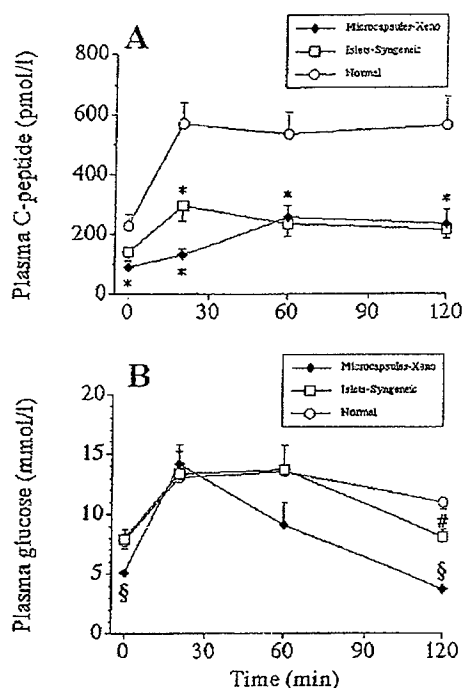 A
Microcapsules-Xeno
Islets-Syngeneic
Normal
Plasma C-peptide (pmol/l)
800
600
400
200
0
*
*
*
*
*
0 30 60 90 120
B
Microcapsules-Xeno
Islets-Syngeneic
Normal
Plasma glucose (mmol/l)
20
15
10
5
0
§
#
§
0 30 60 90 120
Time (min)